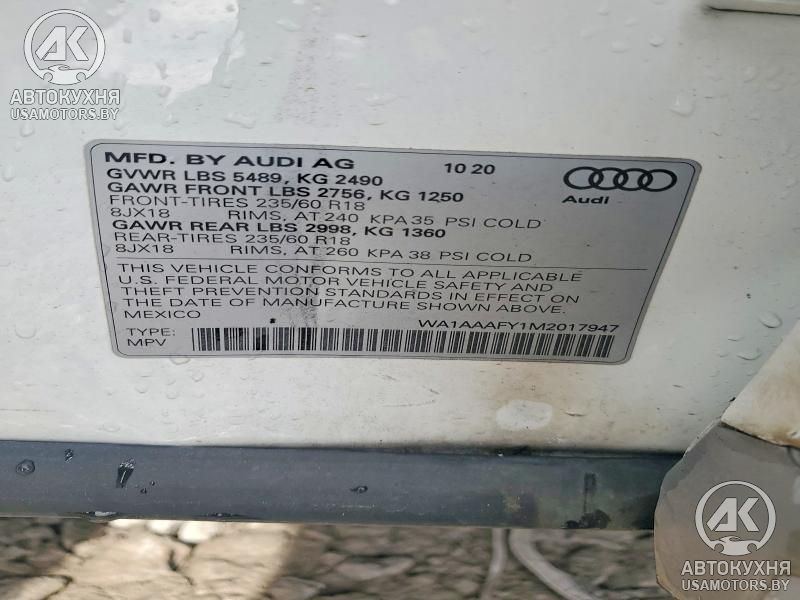 AK
АВТОКУХНЯ
USAMOTORS.BY
MFD. BY AUDI AG 10 20
GVWR LBS 5489, KG 2490
GAWR FRONT LBS 2756, KG 1250
FRONT-TIRES 235/60 R18
8JX18 RIMS, AT 240 KPA 35 PSI COLD
GAWR REAR LBS 2998, KG 1360
REAR-TIRES 235/60 R18
8JX18 RIMS, AT 260 KPA 38 PSI COLD
Audi
THIS VEHICLE CONFORMS TO ALL APPLICABLE
U.S. FEDERAL MOTOR VEHICLE SAFETY AND
THEFT PREVENTION STANDARDS IN EFFECT ON
THE DATE OF MANUFACTURE SHOWN ABOVE.
MEXICO WA1AAAFY1M2017947
TYPE:
MPV
AK
АВТОКУХНЯ
USAMOTORS.BY